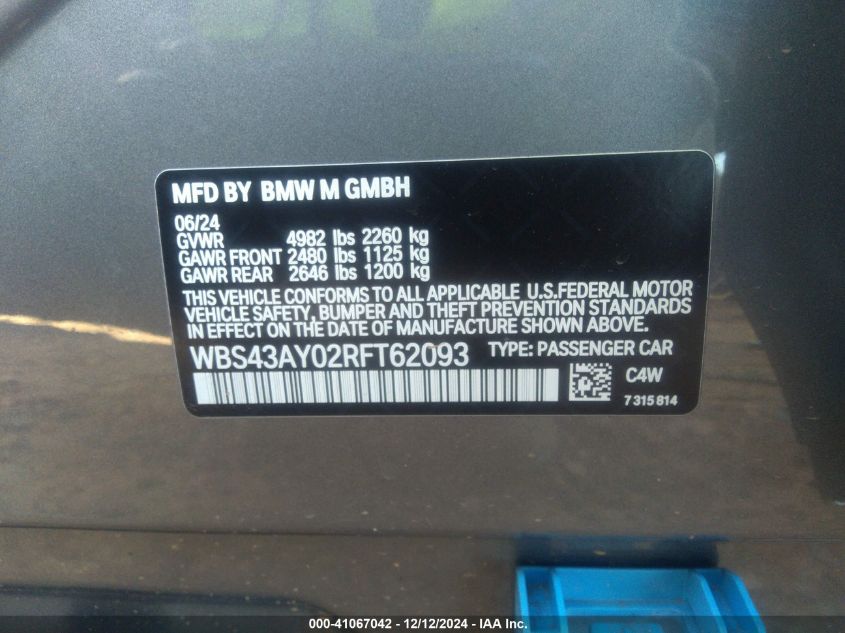 MFD BY BMW M GMBH
06/24
GVWR 4982 lbs 2260 kg
GAWR FRONT 2480 lbs 1125 kg
GAWR REAR 2646 lbs 1200 kg
THIS VEHICLE CONFORMS TO ALL APPLICABLE U.S.FEDERAL MOTOR
VEHICLE SAFETY, BUMPER AND THEFT PREVENTION STANDARDS
IN EFFECT ON THE DATE OF MANUFACTURE SHOWN ABOVE.
WBS43AY02RFT62093 TYPE: PASSENGER CAR
C4W
7 315 814
000-41067042 - 12/12/2024 - IAA Inc.